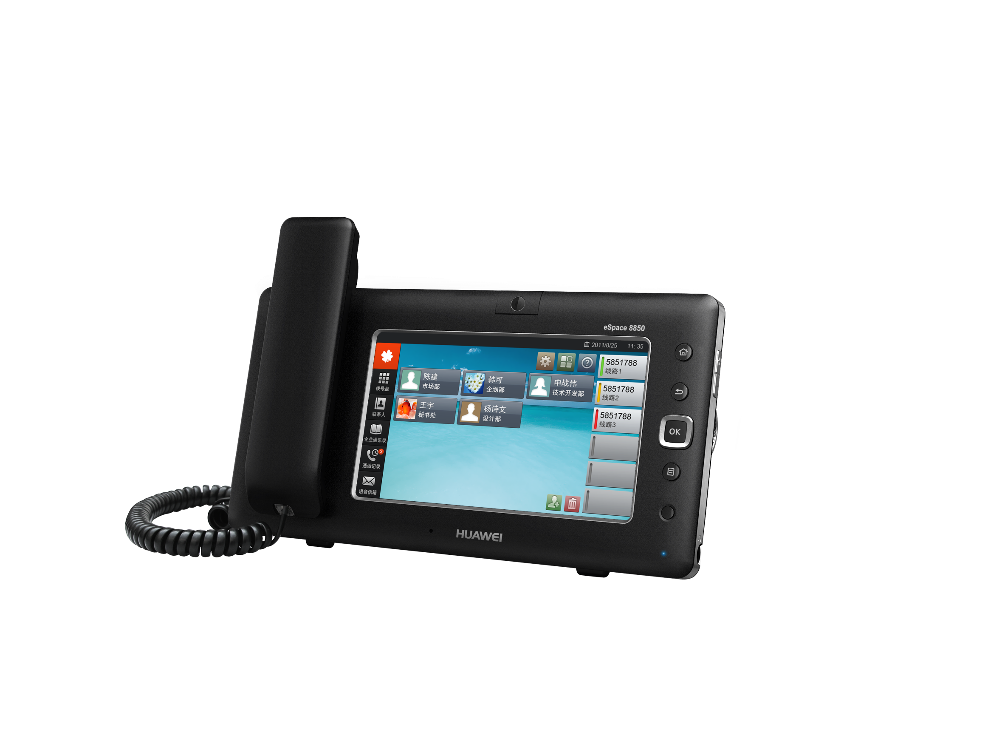 eSpace 8850
2011/8/25 11: 35
拨号盘
联系人
企业通讯录
3
通话记录
语音信箱
陈建
市场部
韩可
企划部
申战伟
技术开发部
王宇
秘书处
杨诗文
设计部
5851788
线路1
5851788
线路2
5851788
线路3
OK
HUAWEI